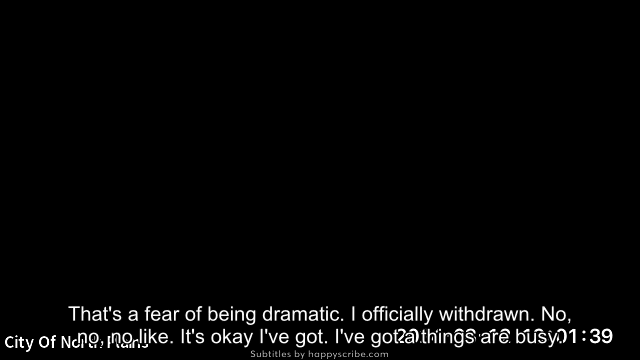 That's a fear of being dramatic. I officially withdrawn. No,
no, no like. It's okay I've got. I've got a things are busy.
City Of North Plains
01:39
Subtitles by happyscribe.com